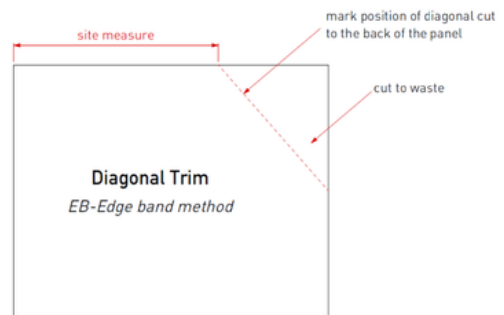 mark position of diagonal cut
to the back of the panel
site measure
cut to waste
Diagonal Trim
EB-Edge band method